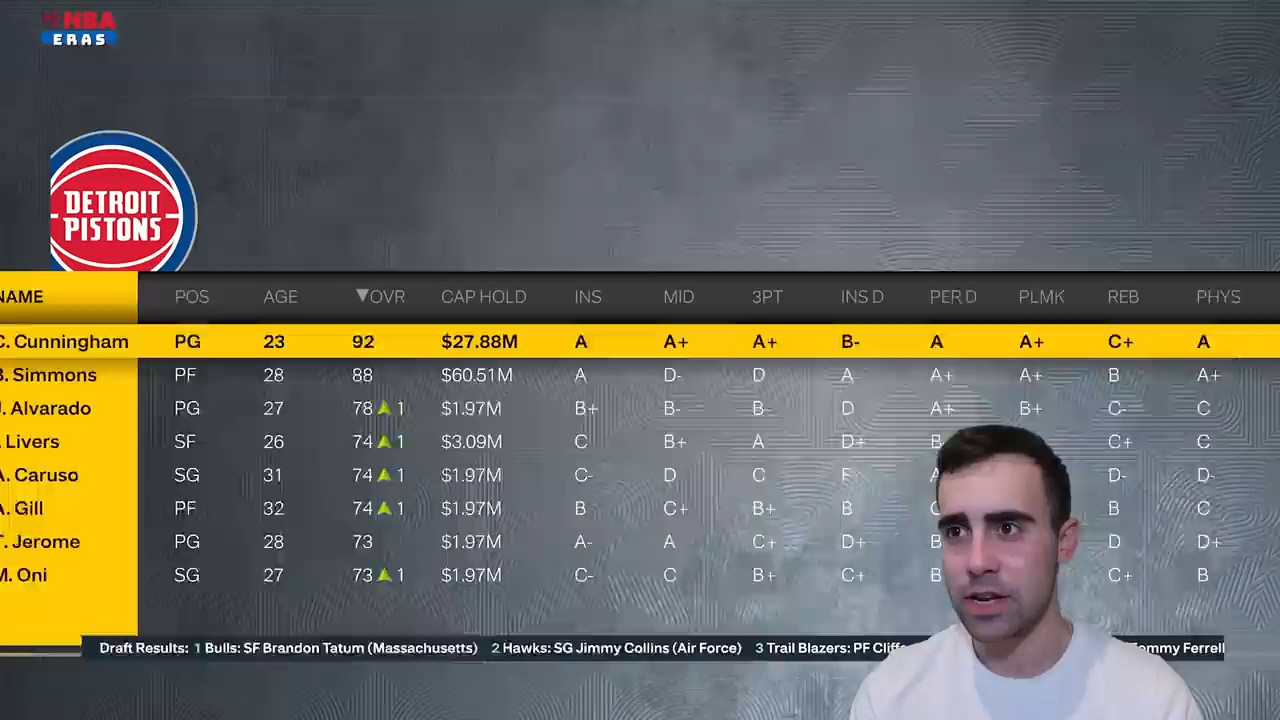 NBA
ERAS
DETROIT
PISTONS
NAME POS AGE ▼OVR CAP HOLD INS MID 3PT INS D PER D PLMK REB PHYS
C. Cunningham PG 23 92 $27.88M A A+ A+ B- A A+ C+ A
B. Simmons PF 28 88 $60.51M A D- D A A+ A+ B A+
J. Alvarado PG 27 78 ▲ 1 $1.97M B+ B- B D A+ B+ C- C
Livers SF 26 74 ▲ 1 $3.09M C B+ A D+ B C+ C
A. Caruso SG 31 74 ▲ 1 $1.97M C- D C F D- D-
A. Gill PF 32 74 ▲ 1 $1.97M B C+ B+ B B C
T. Jerome PG 28 73 $1.97M A- A C+ D+ B D D+
M. Oni SG 27 73 ▲ 1 $1.97M C- C B+ C+ B C+ B
Draft Results: 1 Bulls: SF Brandon Tatum (Massachusetts) 2 Hawks: SG Jimmy Collins (Air Force) 3 Trail Blazers: PF Tommy Ferrell